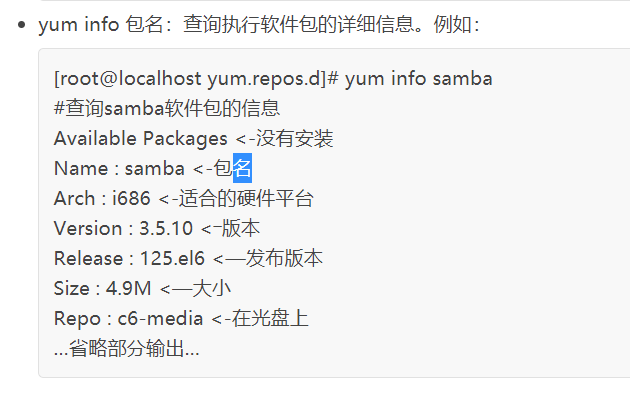 yum info 包名：查询执行软件包的详细信息。例如：
[root@localhost yum.repos.d]# yum info samba
#查询samba软件包的信息
Available Packages <-没有安装
Name : samba <-包名
Arch : i686 <-适合的硬件平台
Version : 3.5.10 <-版本
Release : 125.el6 <—发布版本
Size : 4.9M <—大小
Repo : c6-media <-在光盘上
…省略部分输出…